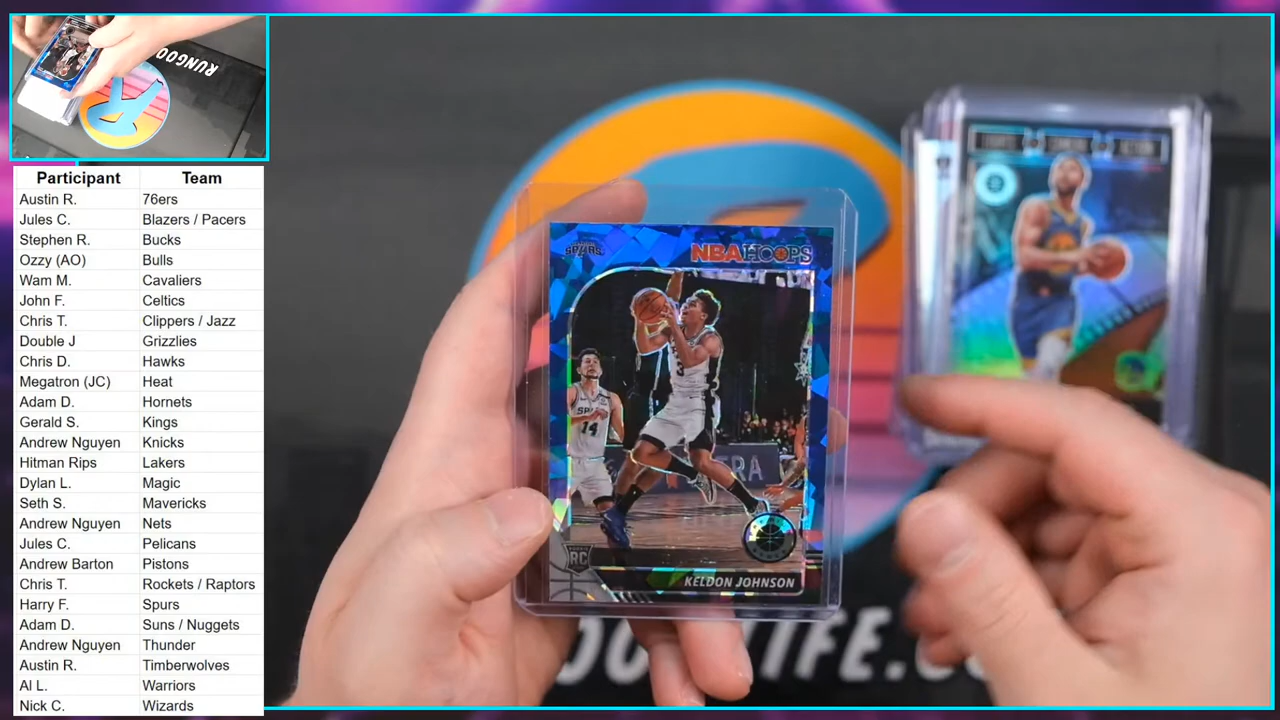 RUNGOO
Participant Team
Austin R. 76ers
Jules C. Blazers / Pacers
Stephen R. Bucks
Ozzy (AO) Bulls
Wam M. Cavaliers
John F. Celtics
Chris T. Clippers / Jazz
Double J Grizzlies
Chris D. Hawks
Megatron (JC) Heat
Adam D. Hornets
Gerald S. Kings
Andrew Nguyen Knicks
Hitman Rips Lakers
Dylan L. Magic
Seth S. Mavericks
Andrew Nguyen Nets
Jules C. Pelicans
Andrew Barton Pistons
Chris T. Rockets / Raptors
Harry F. Spurs
Adam D. Suns / Nuggets
Andrew Nguyen Thunder
Austin R. Timberwolves
Al L. Warriors
Nick C. Wizards
SPURS
NBA HOOPS
3
14
RC
KELDON JOHNSON